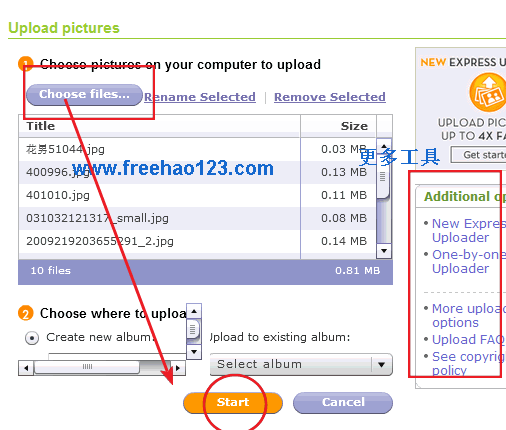 Upload pictures
1 Choose pictures on your computer to upload
Choose files...
Rename Selected | Remove Selected
Title Size
花男51044.jpg 0.03 MB
400996.jpg 0.13 MB
401010.jpg 0.11 MB
031032121317_small.jpg 0.08 MB
2009219203655291_2.jpg 0.14 MB
10 files 0.81 MB
www.freehao123.com
2 Choose where to uploa
Create new album: Upload to existing album:
Select album
Start Cancel
NEW EXPRESS U
UPLOAD PIC
UP TO 4X FA
Get starte
更多工具
Additional op
• New Expres
Uploader
• One-by-one
Uploader
• More upload
options
• Upload FAQ
• See copyrig
policy